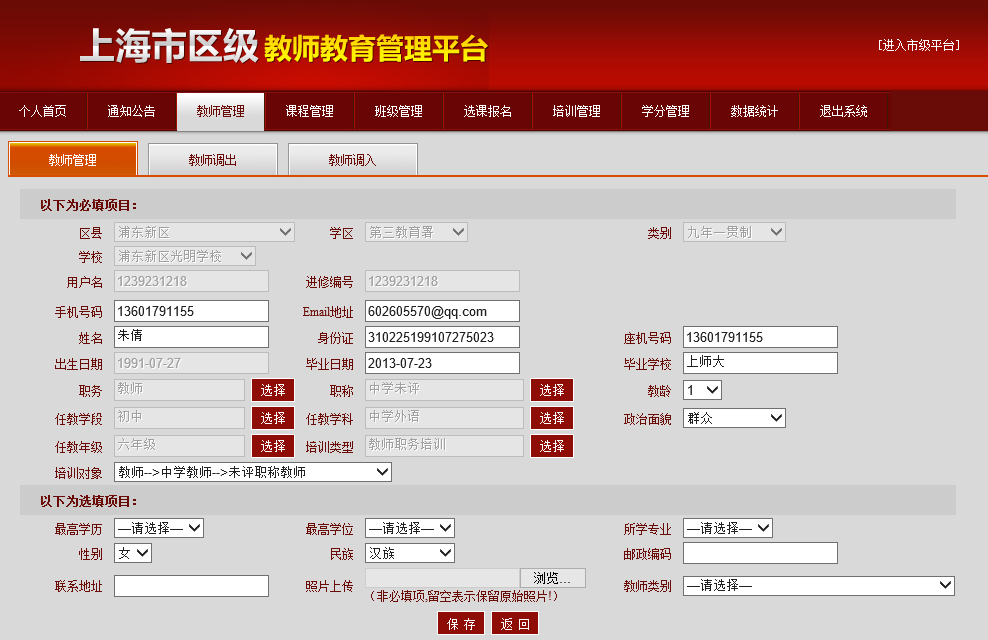 上海市区级 教师教育管理平台
[进入市级平台]
个人首页 通知公告 教师管理 课程管理 班级管理 选课报名 培训管理 学分管理 数据统计 退出系统
教师管理 教师调出 教师调入
以下为必填项目：
区县 浦东新区 学区 第三教育署 类别 九年一贯制
学校 浦东新区光明学校
用户名 1239231218 进修编号 1239231218
手机号码 13601791155 Email地址 602605570@qq.com
姓名 朱倩 身份证 310225199107275023 座机号码 13601791155
出生日期 1991-07-27 毕业日期 2013-07-23 毕业学校 上师大
职务 教师 选择 职称 中学未评 选择 教龄 1
任教学段 初中 选择 任教学科 中学外语 选择 政治面貌 群众
任教年级 六年级 选择 培训类型 教师职务培训 选择
培训对象 教师-->中学教师-->未评职称教师
以下为选填项目：
最高学历 —请选择— 最高学位 —请选择— 所学专业 —请选择—
性别 女 民族 汉族 邮政编码
联系地址 照片上传 浏览... 教师类别 —请选择—
（非必填项,留空表示保留原始照片!）
保 存 返 回